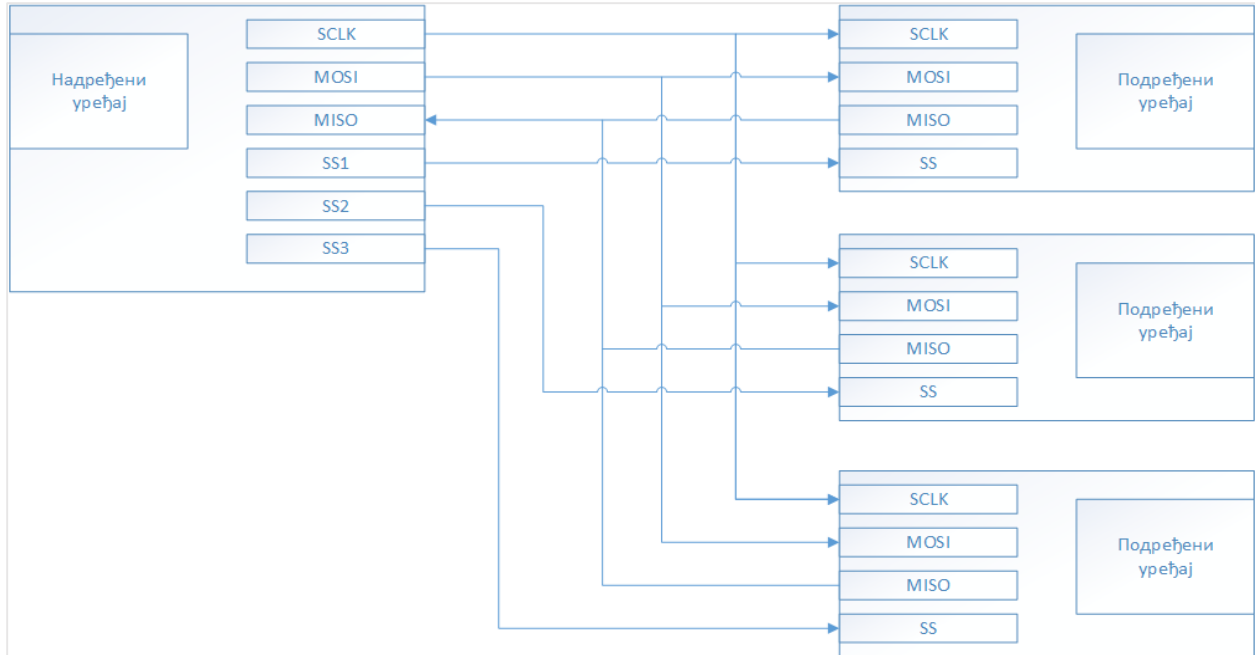 Надређени
уређај
SCLK
MOSI
MISO
SS1
SS2
SS3
SCLK
MOSI
MISO
SS
Подређени
уређај
SCLK
MOSI
MISO
SS
Подређени
уређај
SCLK
MOSI
MISO
SS
Подређени
уређај